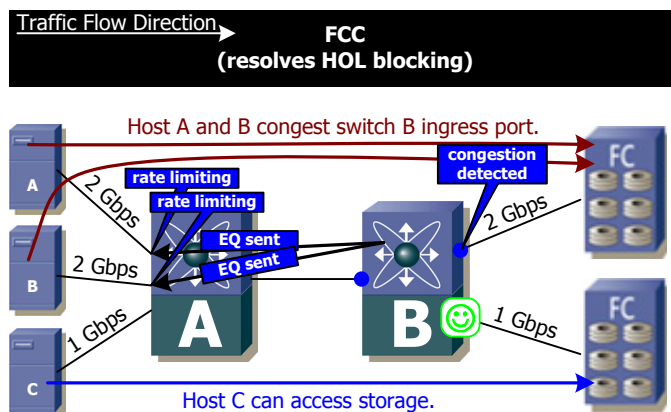 Traffic Flow Direction
FCC
(resolves HOL blocking)
Host A and B congest switch B ingress port.
congestion
detected
FC
A
2 Gbps
rate limiting
rate limiting
2 Gbps
EQ sent
EQ sent
2 Gbps
B
1 Gbps
A
B
1 Gbps
FC
C
Host C can access storage.